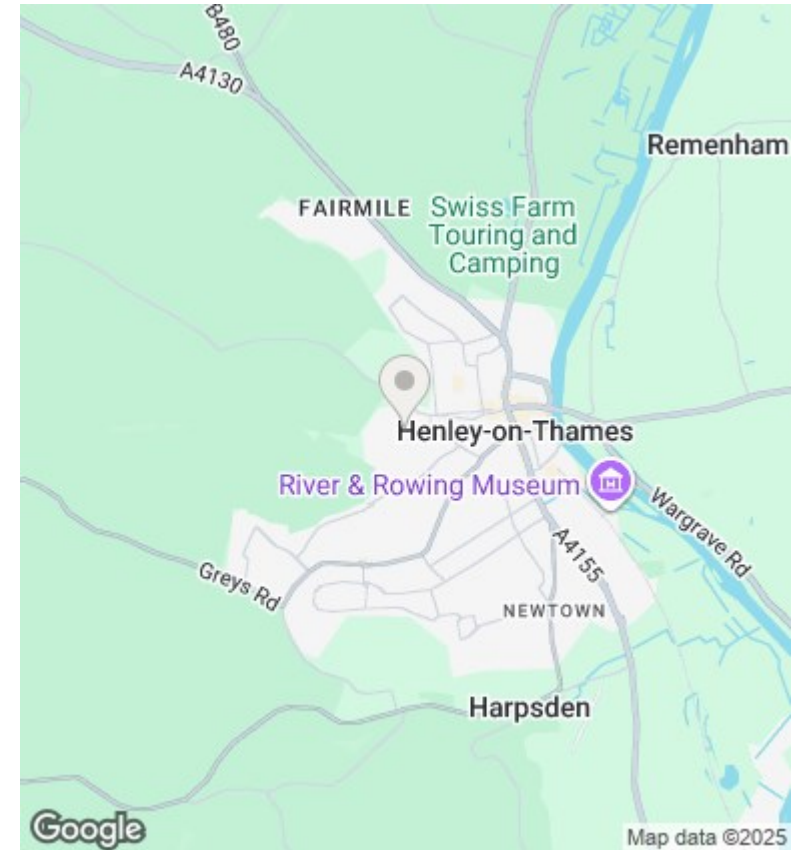 B480
A4130
Remenham
FAIRMILE
Swiss Farm
Touring and
Camping
Henley-on-Thames
River & Rowing Museum
Wargrave Rd
A4155
Greys Rd
NEWTOWN
Harpsden
Google
Map data ©2025